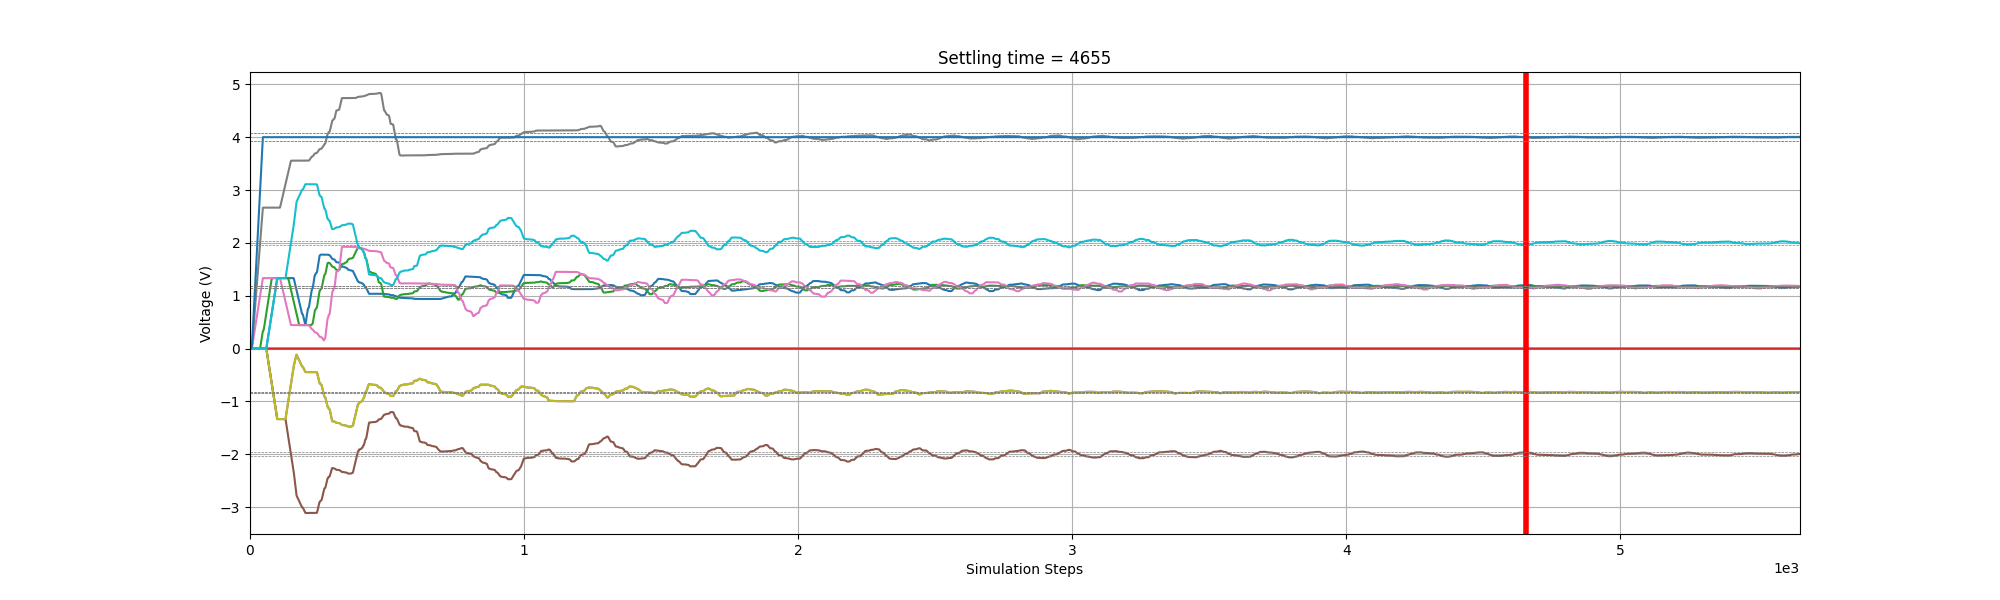 Settling time = 4655
Voltage (V)
5
4
3
2
1
0
−1
−2
−3
0 1 2 3 4 5
Simulation Steps
1e3